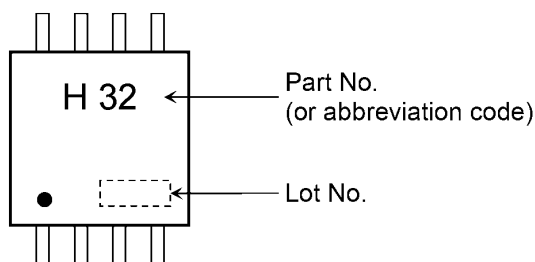 H 32
Part No.
(or abbreviation code)
Lot No.